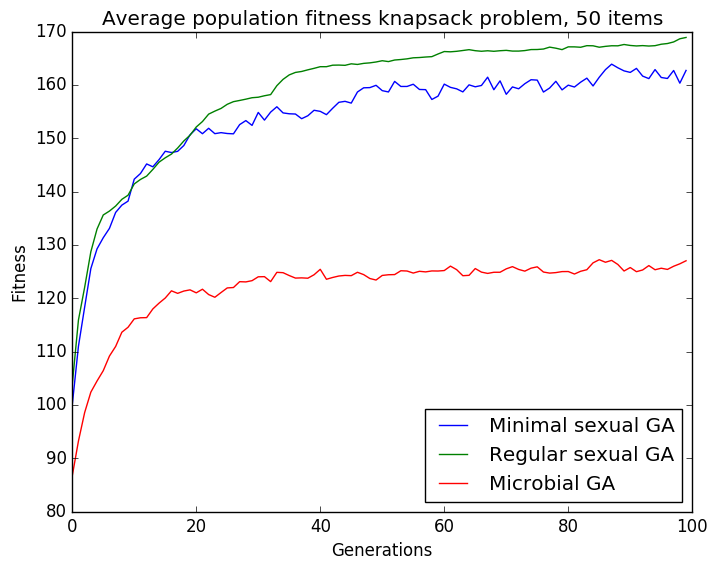 Average population fitness knapsack problem, 50 items
170
160
150
140
130
120
110
100
90
80
Fitness
0
20
40
60
80
100
Generations
Minimal sexual GA
Regular sexual GA
Microbial GA